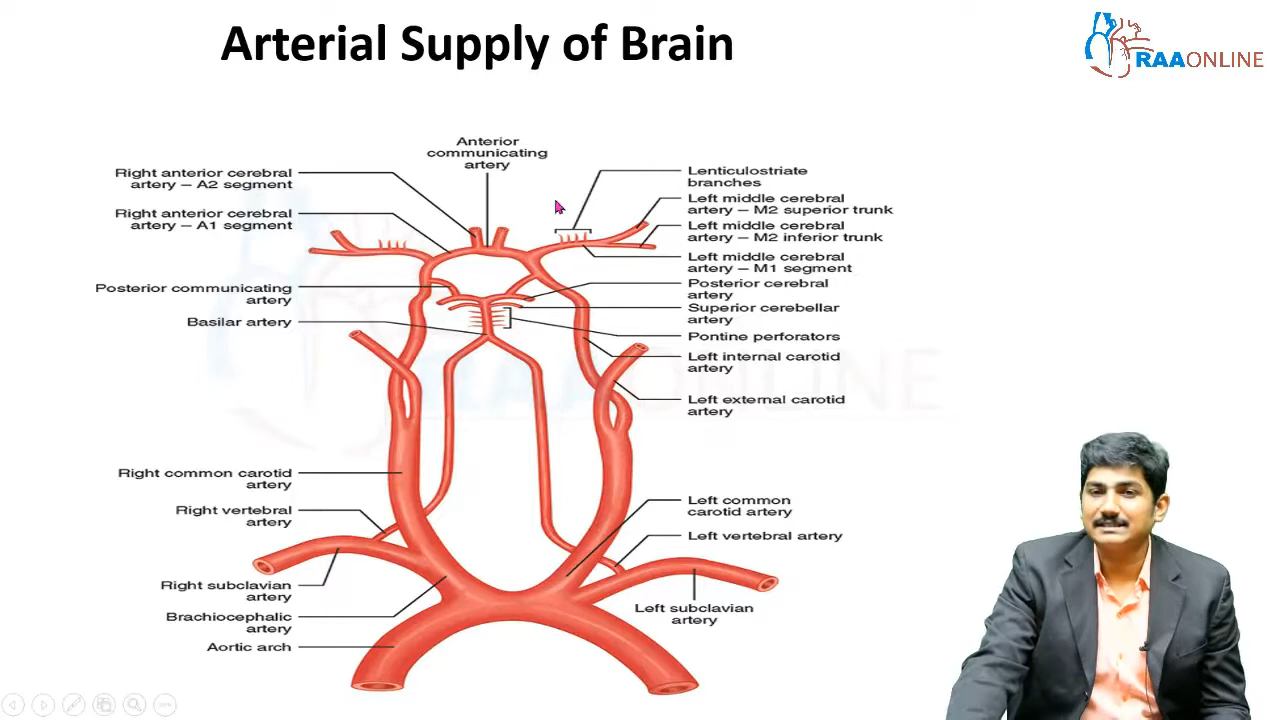 Arterial Supply of Brain
RAAONLINE
Anterior
communicating
artery
Right anterior cerebral
artery – A2 segment
Right anterior cerebral
artery – A1 segment
Posterior communicating
artery
Basilar artery
Right common carotid
artery
Right vertebral
artery
Right subclavian
artery
Brachiocephalic
artery
Aortic arch
Lenticulostriate
branches
Left middle cerebral
artery – M2 superior trunk
Left middle cerebral
artery – M2 inferior trunk
Left middle cerebral
artery – M1 segment
Posterior cerebral
artery
Superior cerebellar
artery
Pontine perforators
Left internal carotid
artery
Left external carotid
artery
Left common
carotid artery
Left vertebral artery
Left subclavian
artery
RAAONLINE